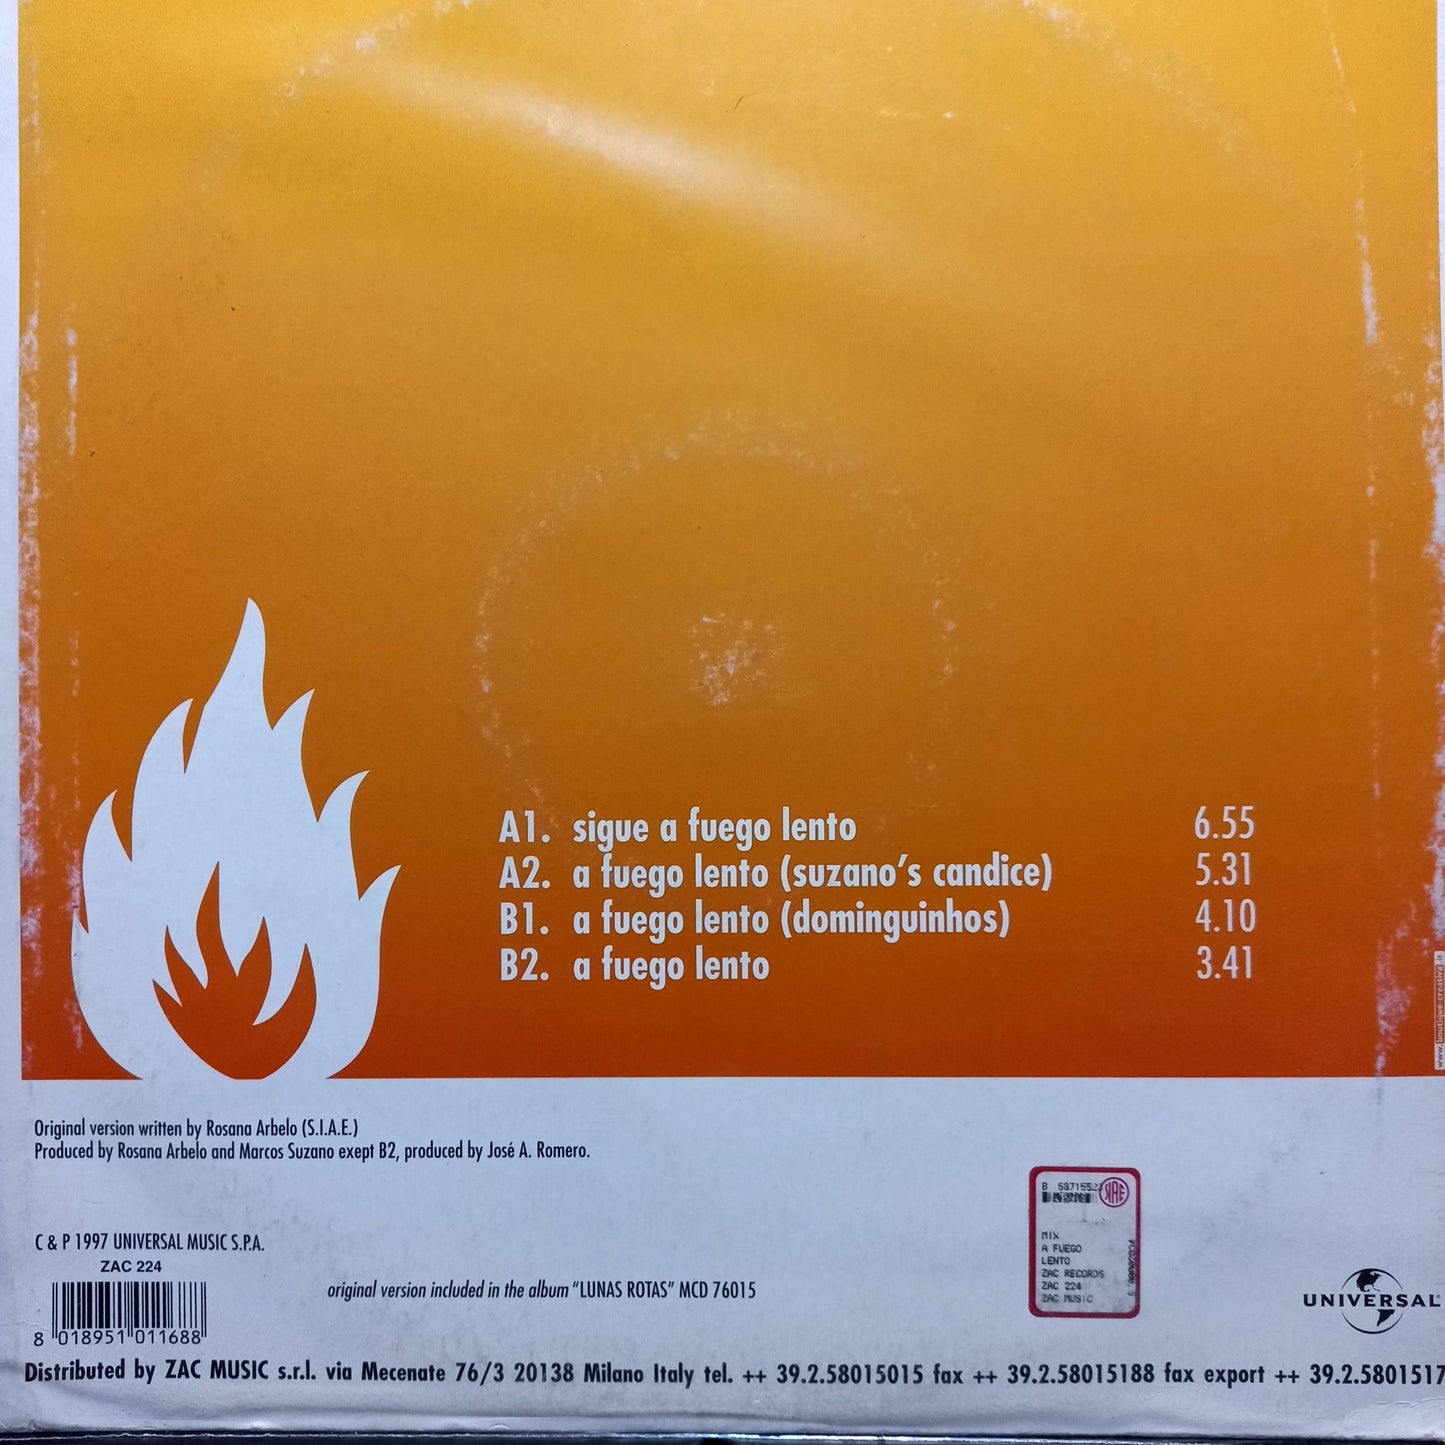 A1. sigue a fuego lento 6.55
A2. a fuego lento (suzano's candice) 5.31
B1. a fuego lento (dominguinhos) 4.10
B2. a fuego lento 3.41
www.boutique-creativa.it
Original version written by Rosana Arbelo (S.I.A.E.)
Produced by Rosana Arbelo and Marcos Suzano exept B2, produced by José A. Romero.
C & P 1997 UNIVERSAL MUSIC S.P.A.
ZAC 224
8 018951 011688
original version included in the album "LUNAS ROTAS" MCD 76015
MIX
A FUEGO
LENTO
ZAC RECORDS
ZAC 224
ZAC MUSIC
UNIVERSAL
Distributed by ZAC MUSIC s.r.l. via Mecenate 76/3 20138 Milano Italy tel. ++ 39.2.58015015 fax ++ 39.2.58015188 fax export ++ 39.2.5801517